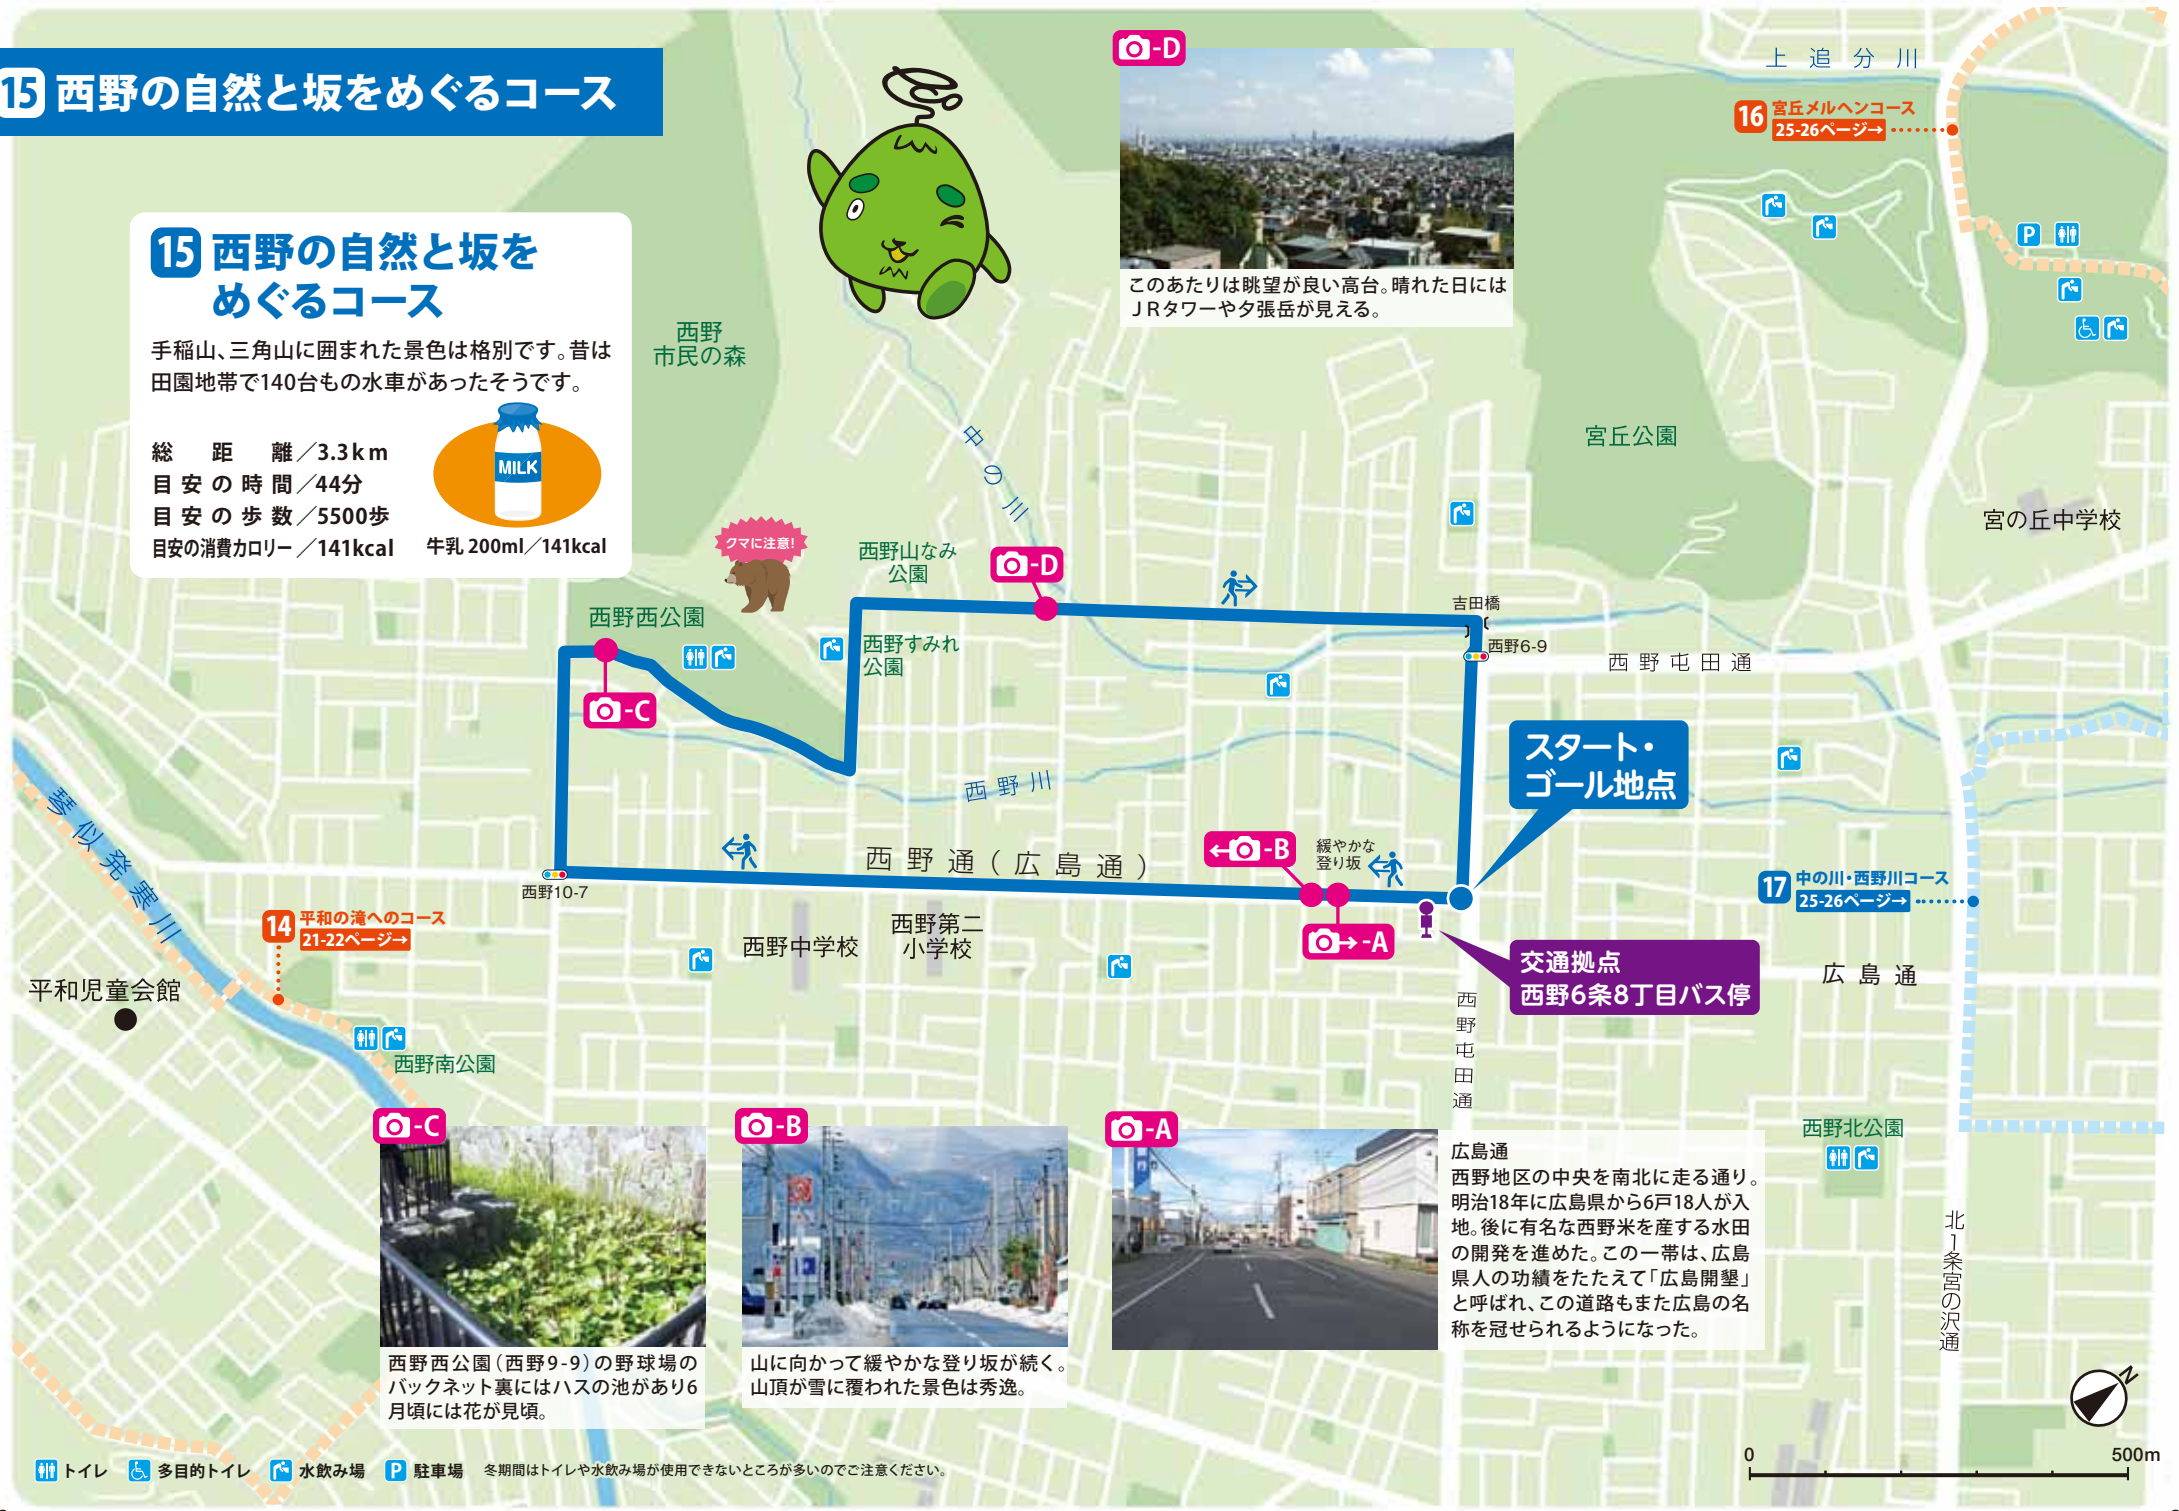 15 西野の自然と坂をめぐるコース
15 西野の自然と坂を
めぐるコース
手稲山、三角山に囲まれた景色は格別です。昔は
田園地帯で140台もの水車があったそうです。
総距離／3.3km
目安の時間／44分
目安の歩数／5500歩
目安の消費カロリー／141kcal
MILK
牛乳 200ml／141kcal
-D
このあたりは眺望が良い高台。晴れた日には
JRタワーや夕張岳が見える。
上追分川
16 宮丘メルヘンコース
25-26ページ→
P
西野
市民の森
中の川
宮丘公園
宮の丘中学校
クマに注意!
西野山なみ
公園
-D
西野西公園
西野すみれ
公園
吉田橋
西野6-9
西野屯田通
-C
スタート・
ゴール地点
西野川
琴似発寒川
西野通(広島通)
←-B
緩やかな
登り坂
西野10-7
→-A
17 中の川・西野川コース
25-26ページ→
14 平和の滝へのコース
21-22ページ→
西野中学校
西野第二
小学校
交通拠点
西野6条8丁目バス停
広島通
平和児童会館
西野屯田通
西野南公園
西野北公園
北1条宮の沢通
-C
西野西公園(西野9-9)の野球場の
バックネット裏にはハスの池があり6
月頃には花が見頃。
-B
山に向かって緩やかな登り坂が続く。
山頂が雪に覆われた景色は秀逸。
-A
広島通
西野地区の中央を南北に走る通り。
明治18年に広島県から6戸18人が入
地。後に有名な西野米を産する水田
の開発を進めた。この一帯は、広島
県人の功績をたたえて「広島開墾」
と呼ばれ、この道路もまた広島の名
称を冠せられるようになった。
N
0 500m
トイレ 多目的トイレ 水飲み場 P 駐車場 冬期間はトイレや水飲み場が使用できないところが多いのでご注意ください。